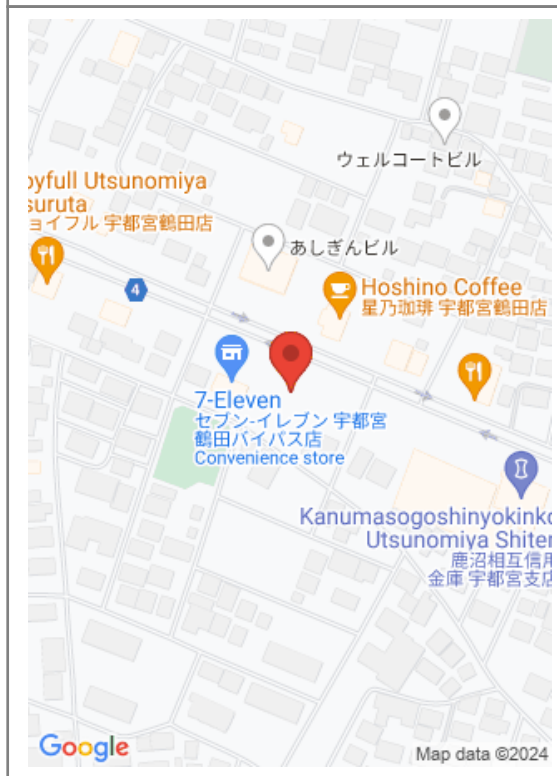 ウェルコートビル
oyfull Utsunomiya
suruta
ョイフル 宇都宮鶴田店
あしぎんビル
4
Hoshino Coffee
星乃珈琲 宇都宮鶴田店
7-Eleven
セブン-イレブン 宇都宮
鶴田バイパス店
Convenience store
Kanumasogoshinyokinko
Utsunomiya Shiten
鹿沼相互信用
金庫 宇都宮支店
Google
Map data ©2024